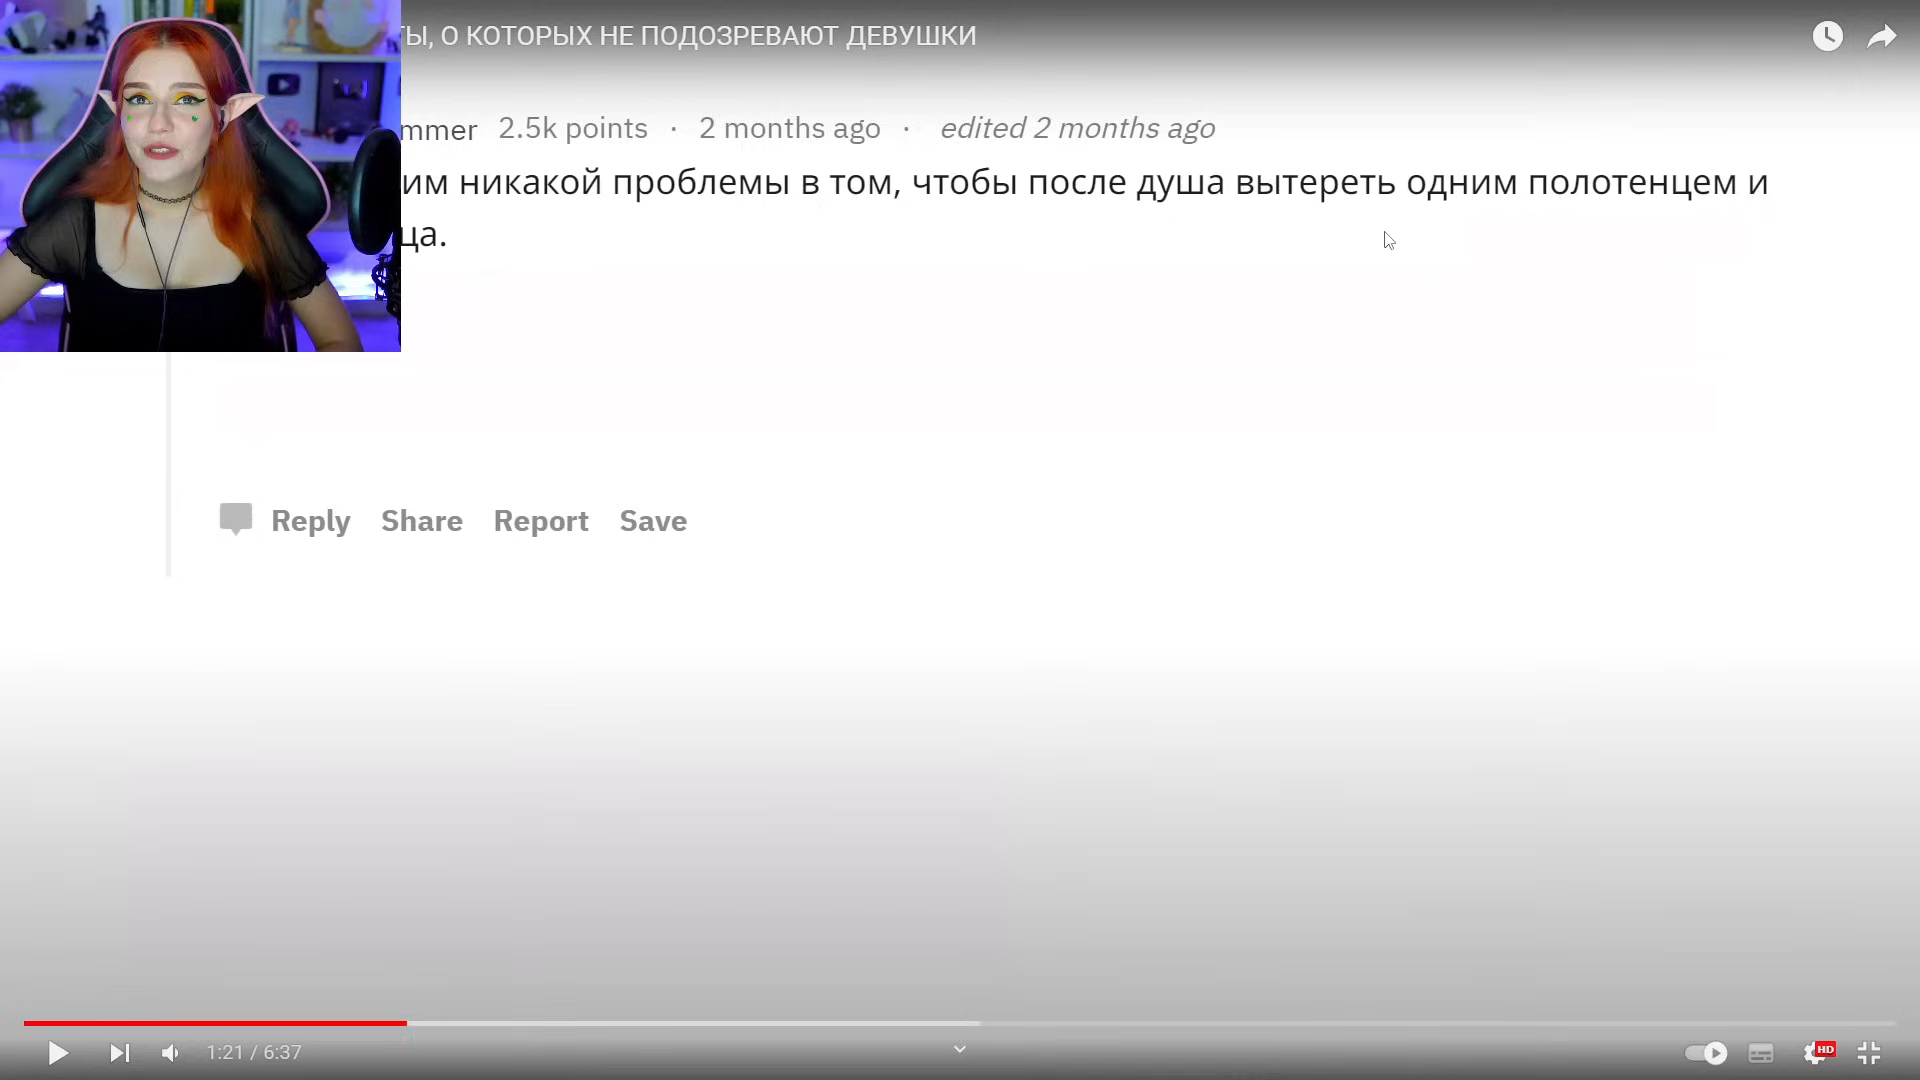 ТЫ, О КОТОРЫХ НЕ ПОДОЗРЕВАЮТ ДЕВУШКИ
mmer 2.5k points · 2 months ago · edited 2 months ago
им никакой проблемы в том, чтобы после душа вытереть одним полотенцем и
ца.
Reply Share Report Save
1:21 / 6:37
HD